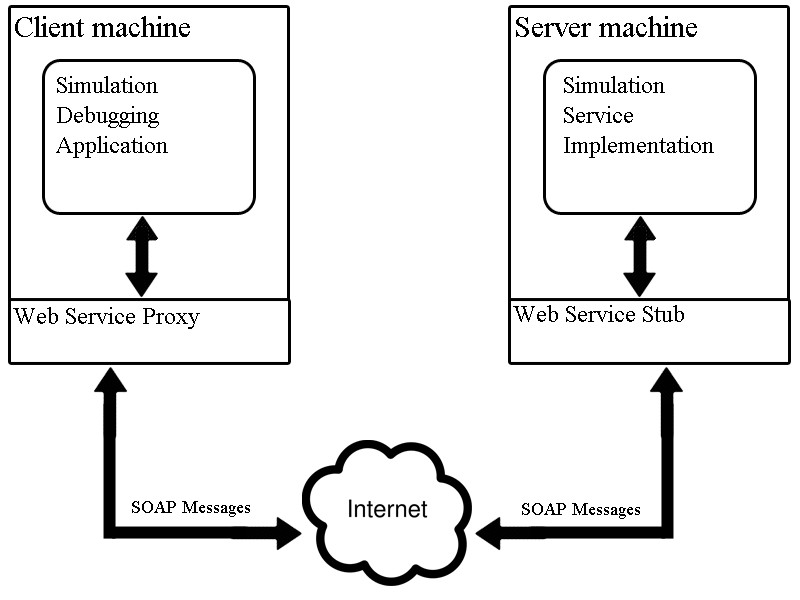 Client machine
Simulation
Debugging
Application
Web Service Proxy
Server machine
Simulation
Service
Implementation
Web Service Stub
SOAP Messages
Internet
SOAP Messages